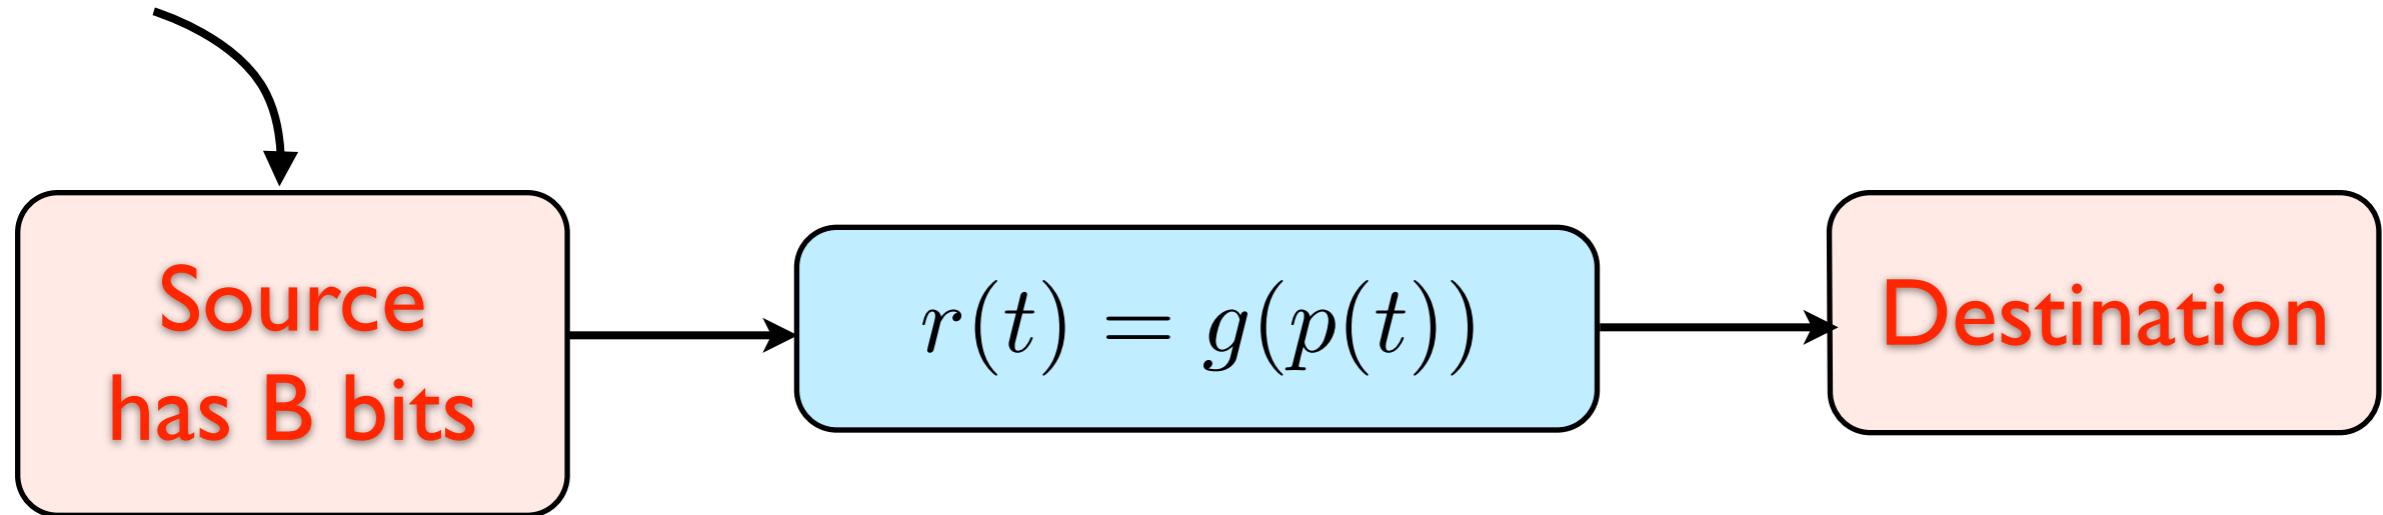 Source
has B bits
r(t) = g(p(t))
Destination